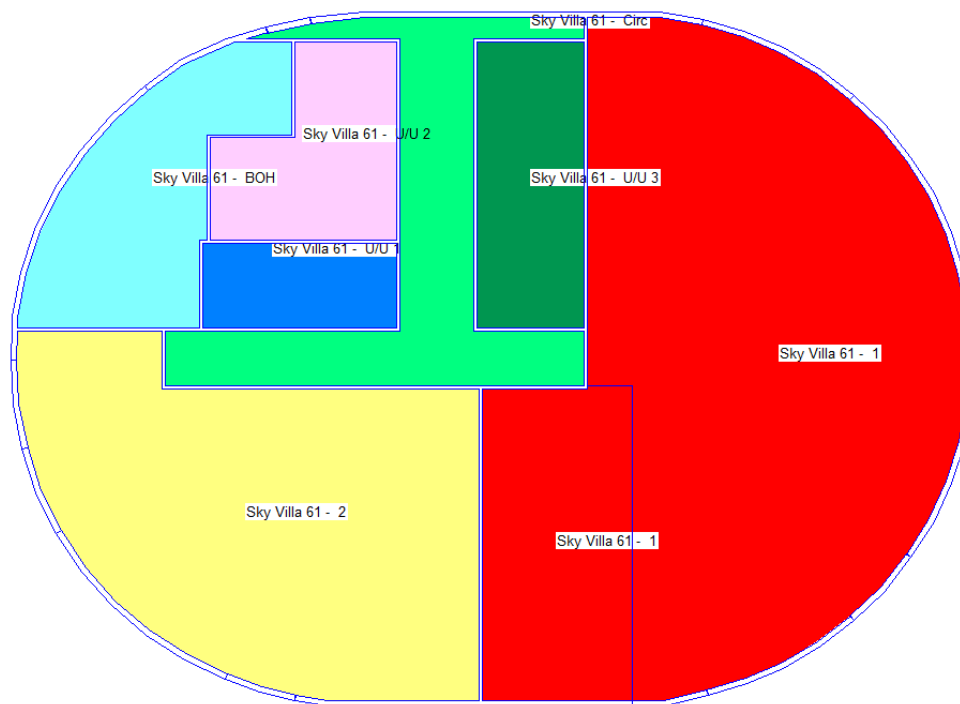 Sky Villa 61 -  Circ
Sky Villa 61 -  U/U 2
Sky Villa 61 -  BOH
Sky Villa 61 -  U/U 3
Sky Villa 61 -  U/U 1
Sky Villa 61 -  1
Sky Villa 61 -  2
Sky Villa 61 -  1